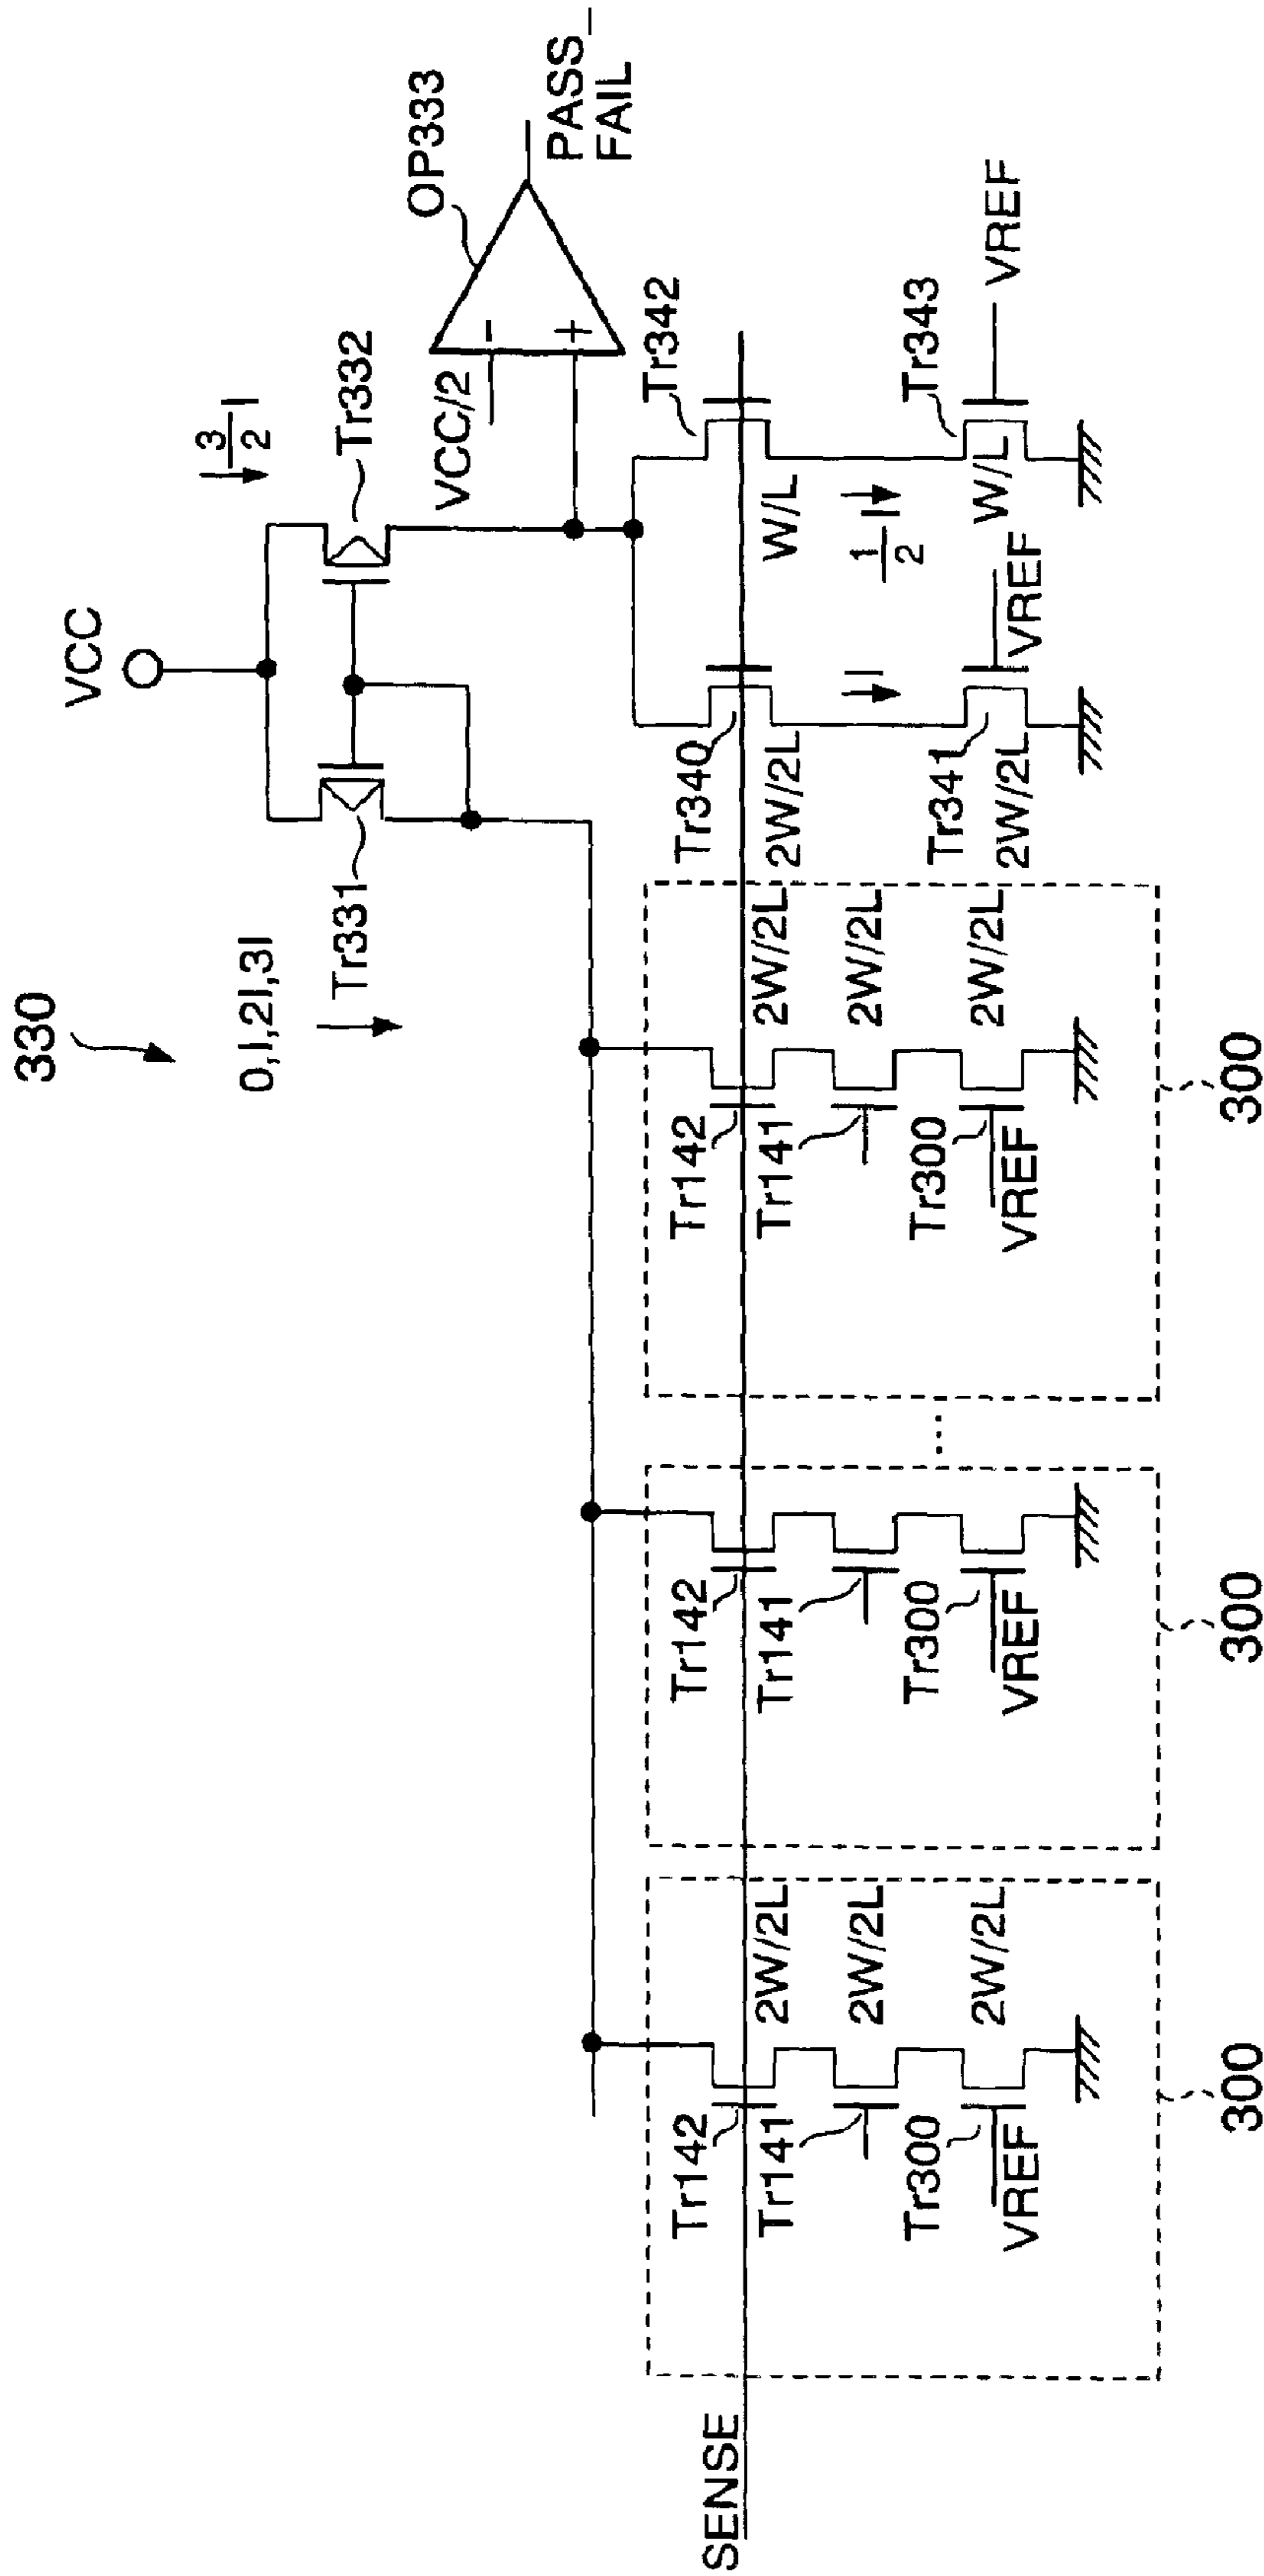 330
VCC
0,I,2I,3I
3/2 I
Tr331
Tr332
OP333
VCC/2
-
+
PASS_
FAIL
SENSE
Tr142
2W/2L
Tr141
2W/2L
Tr300
2W/2L
VREF
300
Tr142
Tr141
Tr300
VREF
300
...
Tr142
2W/2L
Tr141
2W/2L
Tr300
2W/2L
VREF
300
Tr340
2W/2L
I
Tr341
2W/2L
VREF
Tr342
W/L
1/2 I
Tr343
W/L
VREF